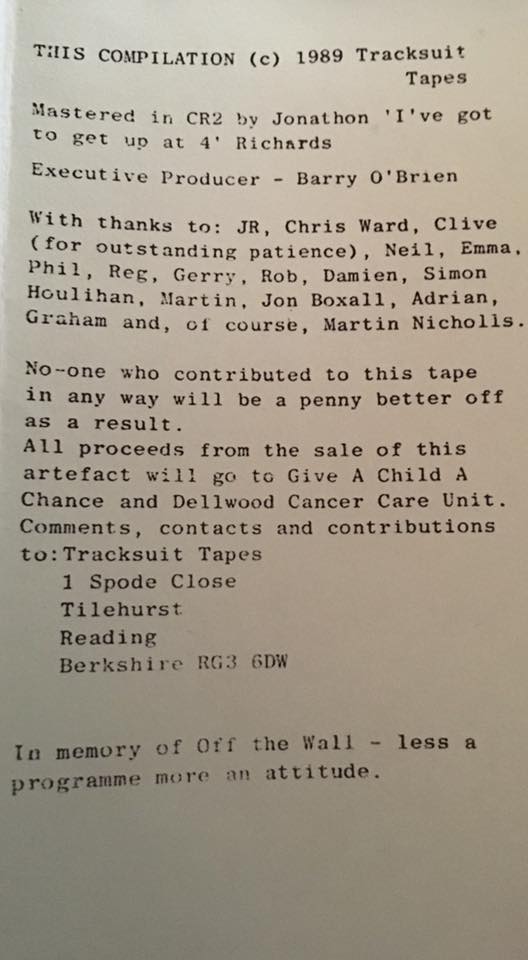 THIS COMPILATION (c) 1989 Tracksuit
Tapes
Mastered in CR2 by Jonathon 'I've got
to get up at 4' Richards
Executive Producer - Barry O'Brien
With thanks to: JR, Chris Ward, Clive
(for outstanding patience), Neil, Emma,
Phil, Reg, Gerry, Rob, Damien, Simon
Houlihan, Martin, Jon Boxall, Adrian,
Graham and, of course, Martin Nicholls.
No-one who contributed to this tape
in any way will be a penny better off
as a result.
All proceeds from the sale of this
artefact will go to Give A Child A
Chance and Dellwood Cancer Care Unit.
Comments, contacts and contributions
to:Tracksuit Tapes
1 Spode Close
Tilehurst
Reading
Berkshire RG3 6DW
In memory of Off the Wall - less a
programme more an attitude.